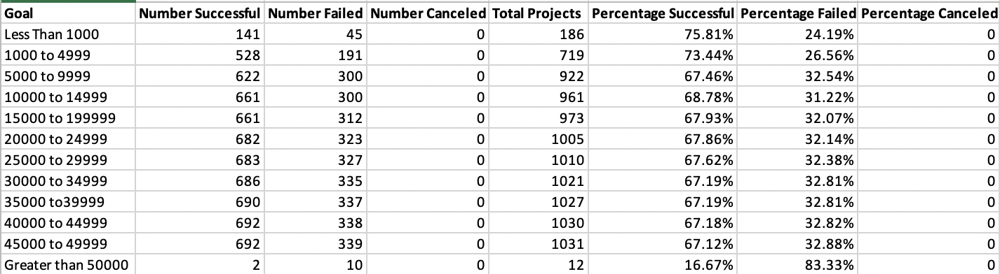 Goal Number Successful Number Failed Number Canceled Total Projects Percentage Successful Percentage Failed Percentage Canceled
Less Than 1000 141 45 0 186 75.81% 24.19% 0
1000 to 4999 528 191 0 719 73.44% 26.56% 0
5000 to 9999 622 300 0 922 67.46% 32.54% 0
10000 to 14999 661 300 0 961 68.78% 31.22% 0
15000 to 199999 661 312 0 973 67.93% 32.07% 0
20000 to 24999 682 323 0 1005 67.86% 32.14% 0
25000 to 29999 683 327 0 1010 67.62% 32.38% 0
30000 to 34999 686 335 0 1021 67.19% 32.81% 0
35000 to39999 690 337 0 1027 67.19% 32.81% 0
40000 to 44999 692 338 0 1030 67.18% 32.82% 0
45000 to 49999 692 339 0 1031 67.12% 32.88% 0
Greater than 50000 2 10 0 12 16.67% 83.33% 0